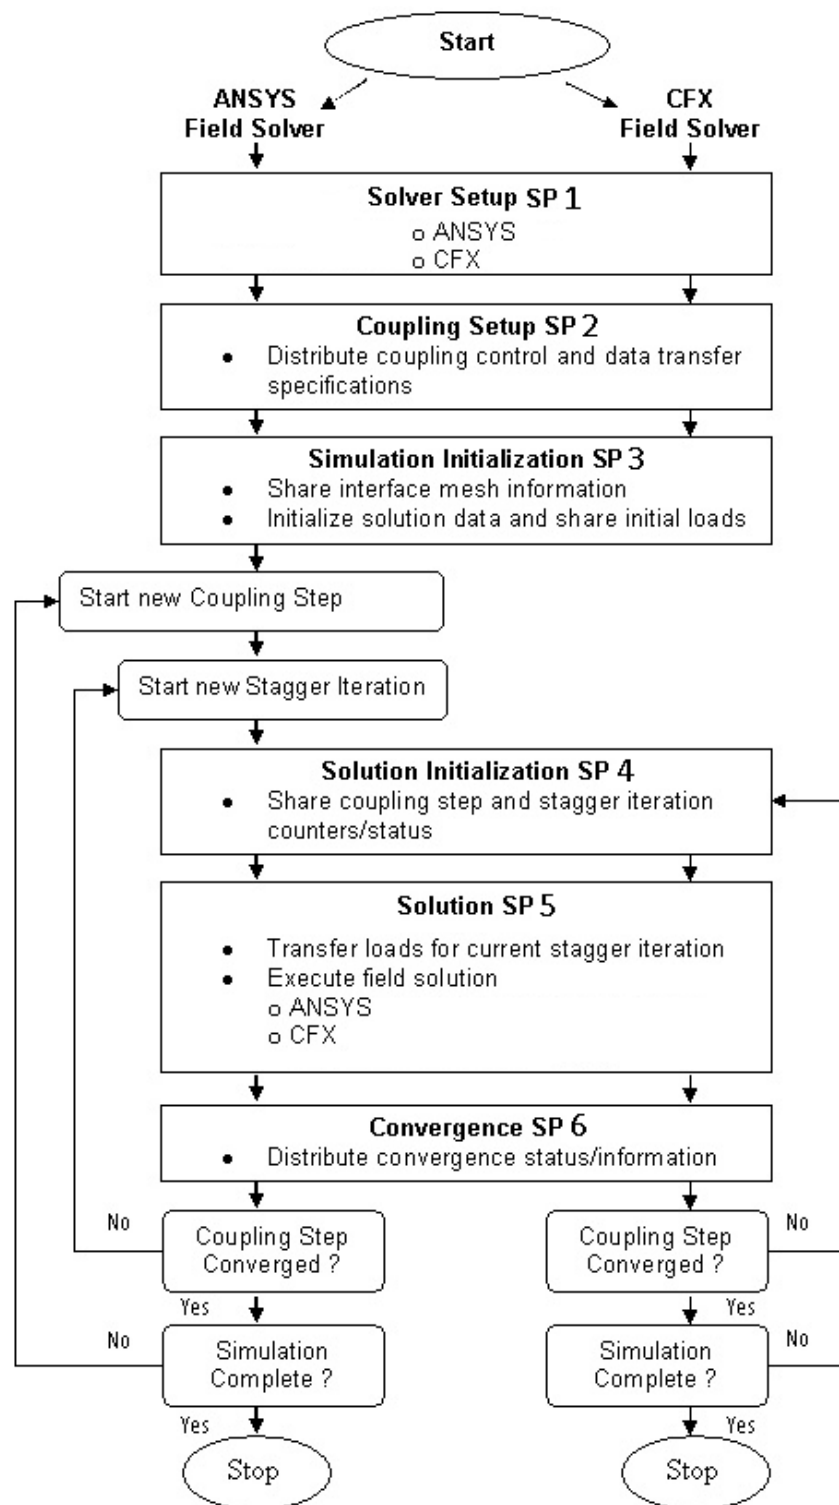 Start
ANSYS
Field Solver
CFX
Field Solver
Solver Setup SP 1
o ANSYS
o CFX
Coupling Setup SP 2
● Distribute coupling control and data transfer
specifications
Simulation Initialization SP 3
● Share interface mesh information
● Initialize solution data and share initial loads
Start new Coupling Step
Start new Stagger Iteration
Solution Initialization SP 4
● Share coupling step and stagger iteration
counters/status
Solution SP 5
● Transfer loads for current stagger iteration
● Execute field solution
o ANSYS
o CFX
Convergence SP 6
● Distribute convergence status/information
No
Coupling Step
Converged ?
Yes
No
Simulation
Complete ?
Yes
Stop
Coupling Step
Converged ?
No
Yes
Simulation
Complete ?
No
Yes
Stop